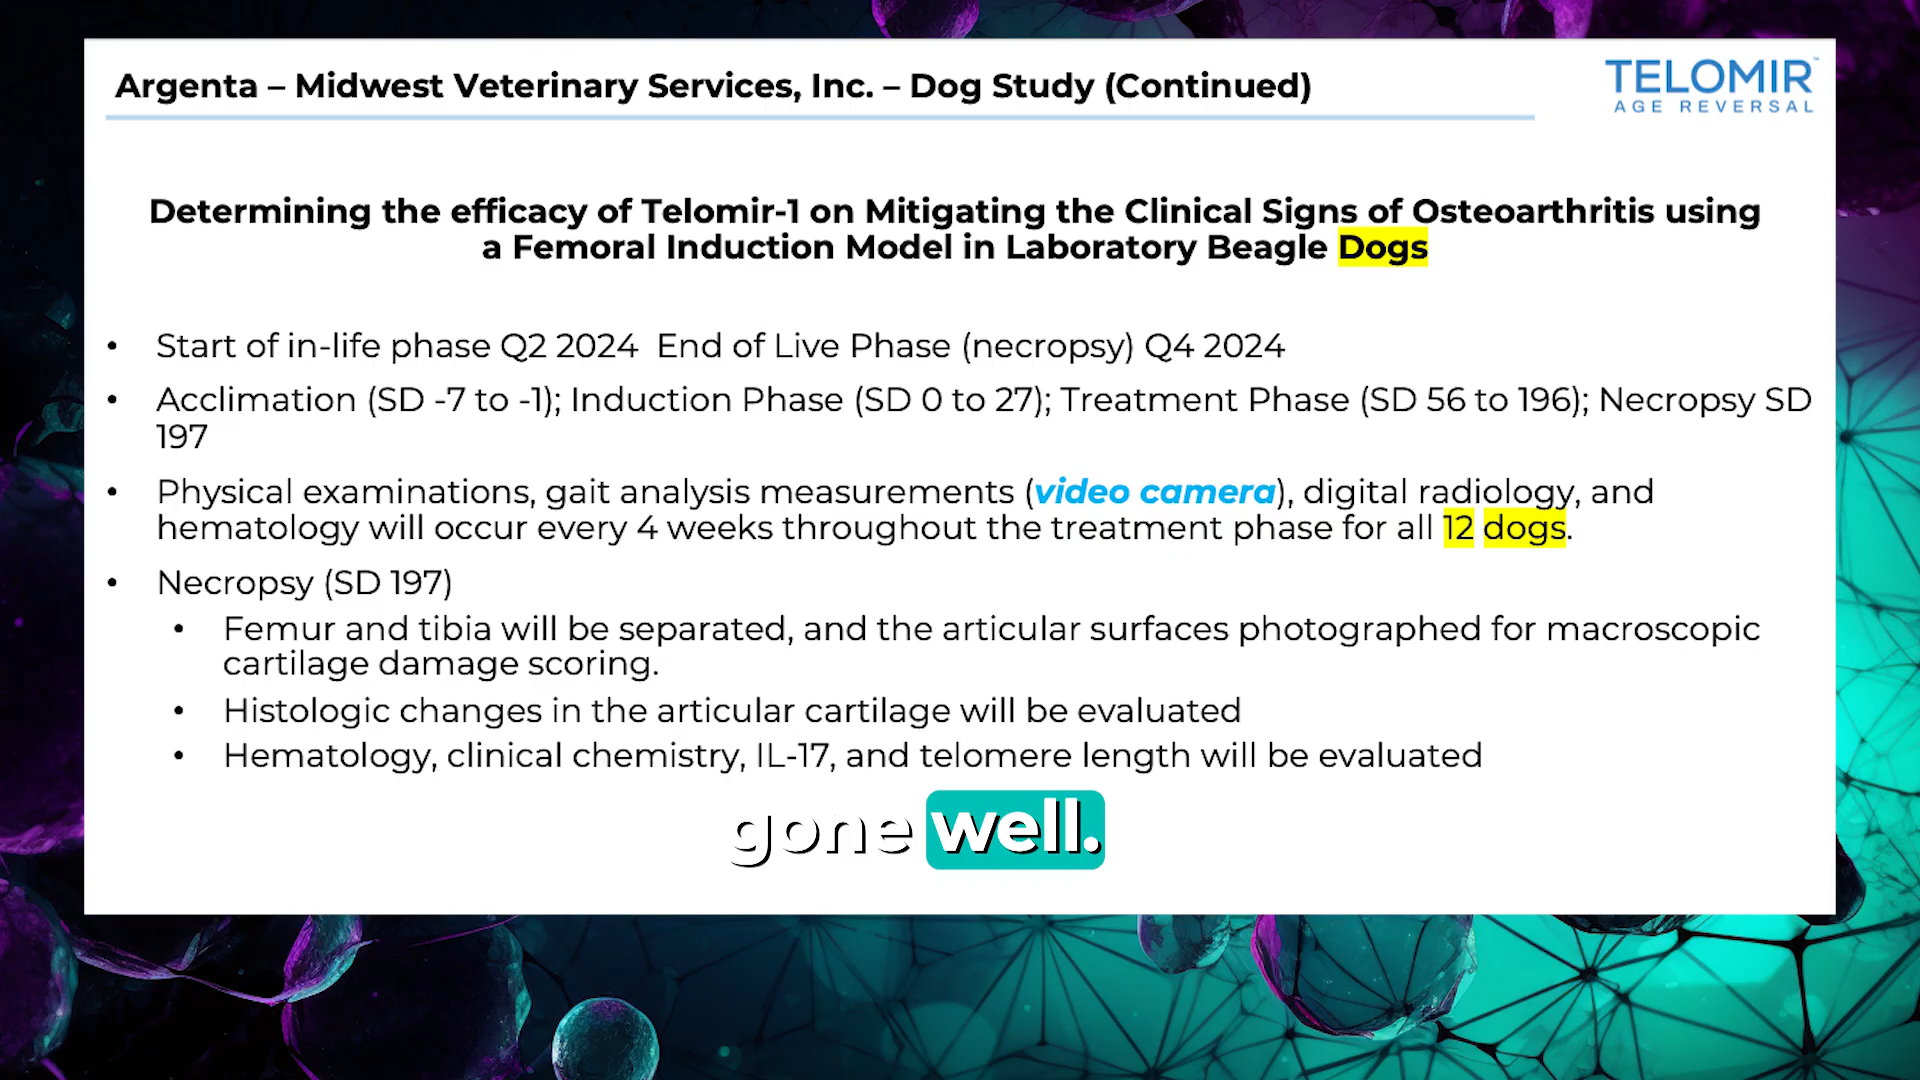 Argenta – Midwest Veterinary Services, Inc. – Dog Study (Continued)
TELOMIR™
AGE REVERSAL
Determining the efficacy of Telomir-1 on Mitigating the Clinical Signs of Osteoarthritis using
a Femoral Induction Model in Laboratory Beagle Dogs
• Start of in-life phase Q2 2024  End of Live Phase (necropsy) Q4 2024
• Acclimation (SD -7 to -1); Induction Phase (SD 0 to 27); Treatment Phase (SD 56 to 196); Necropsy SD
197
• Physical examinations, gait analysis measurements (video camera), digital radiology, and
hematology will occur every 4 weeks throughout the treatment phase for all 12 dogs.
• Necropsy (SD 197)
• Femur and tibia will be separated, and the articular surfaces photographed for macroscopic
cartilage damage scoring.
• Histologic changes in the articular cartilage will be evaluated
• Hematology, clinical chemistry, IL-17, and telomere length will be evaluated
gone well.